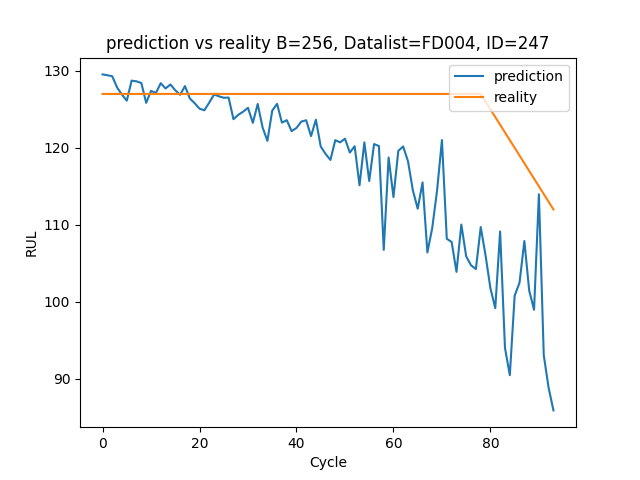 prediction vs reality B=256, Datalist=FD004, ID=247
prediction
reality
130
120
110
100
90
RUL
0 20 40 60 80
Cycle